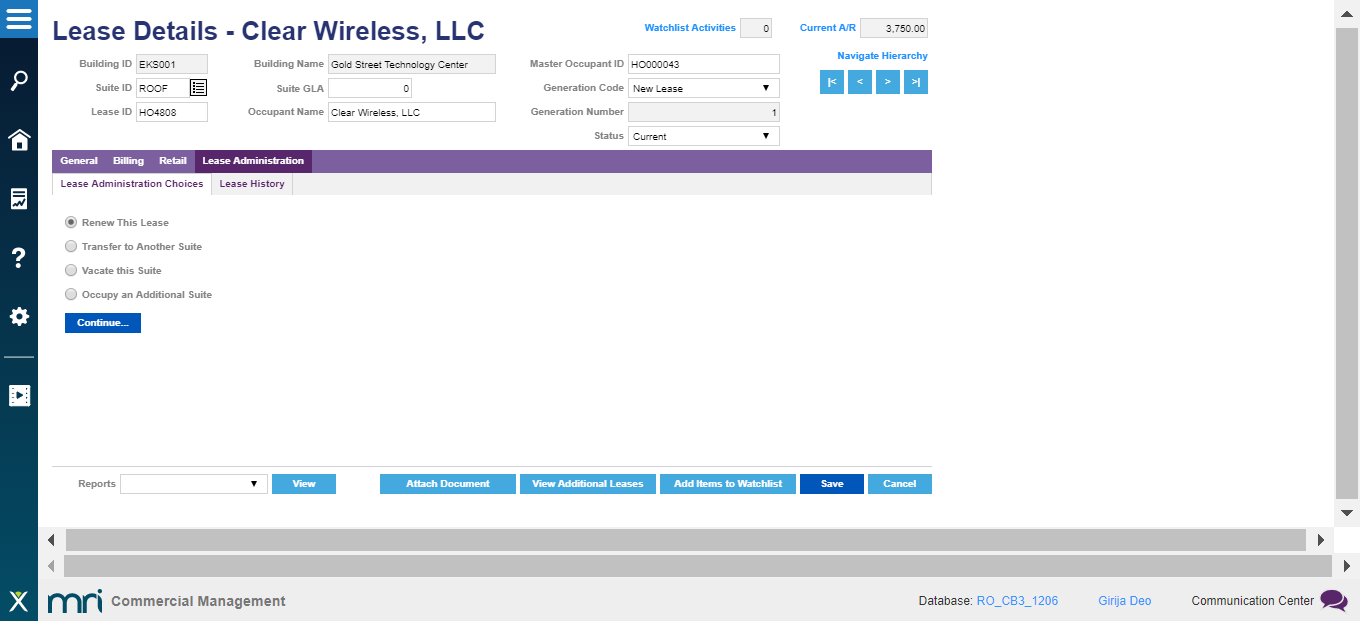 Lease Details - Clear Wireless, LLC
Watchlist Activities 0 Current A/R 3,750.00
Navigate Hierarchy
Building ID EKS001 Building Name Gold Street Technology Center Master Occupant ID HO000043
Suite ID ROOF Suite GLA 0 Generation Code New Lease
|< < > >|
Lease ID HO4808 Occupant Name Clear Wireless, LLC Generation Number 1
Status Current
General Billing Retail Lease Administration
Lease Administration Choices Lease History
Renew This Lease
Transfer to Another Suite
Vacate this Suite
Occupy an Additional Suite
Continue...
Reports View Attach Document View Additional Leases Add Items to Watchlist Save Cancel
mri Commercial Management Database: RO_CB3_1206 Girija Deo Communication Center